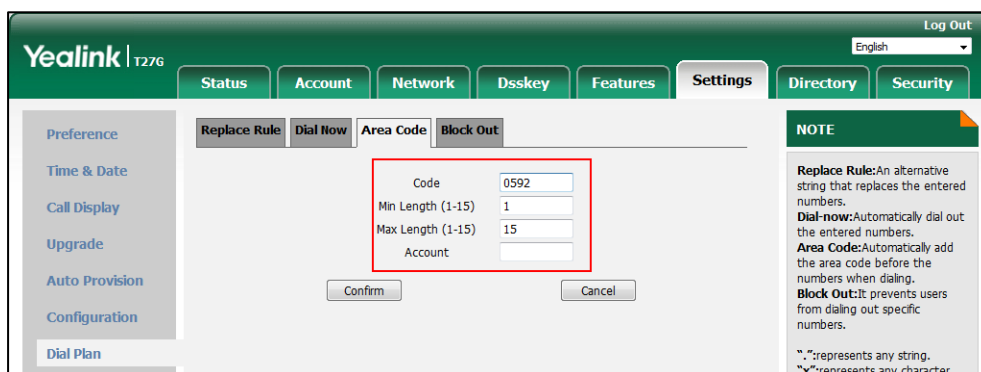 Log Out
Yealink | T27G
English
Status Account Network Dsskey Features Settings Directory Security
Preference
Time & Date
Call Display
Upgrade
Auto Provision
Configuration
Dial Plan
Replace Rule Dial Now Area Code Block Out
Code 0592
Min Length (1-15) 1
Max Length (1-15) 15
Account
Confirm Cancel
NOTE
Replace Rule:An alternative
string that replaces the entered
numbers.
Dial-now:Automatically dial out
the entered numbers.
Area Code:Automatically add
the area code before the
numbers when dialing.
Block Out:It prevents users
from dialing out specific
numbers.
".":represents any string.
"x":represents any character.